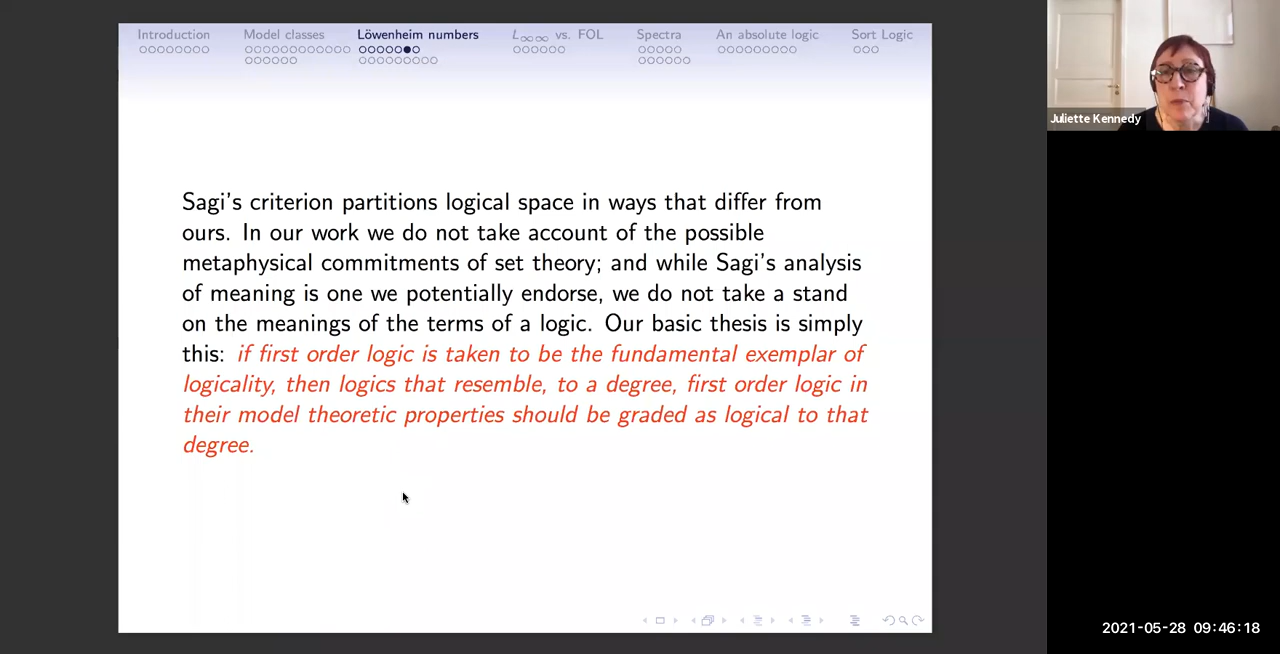 Introduction Model classes Löwenheim numbers L∞∞ vs. FOL Spectra An absolute logic Sort Logic
Sagi's criterion partitions logical space in ways that differ from
ours. In our work we do not take account of the possible
metaphysical commitments of set theory; and while Sagi's analysis
of meaning is one we potentially endorse, we do not take a stand
on the meanings of the terms of a logic. Our basic thesis is simply
this: if first order logic is taken to be the fundamental exemplar of
logicality, then logics that resemble, to a degree, first order logic in
their model theoretic properties should be graded as logical to that
degree.
Juliette Kennedy
2021-05-28 09:46:18